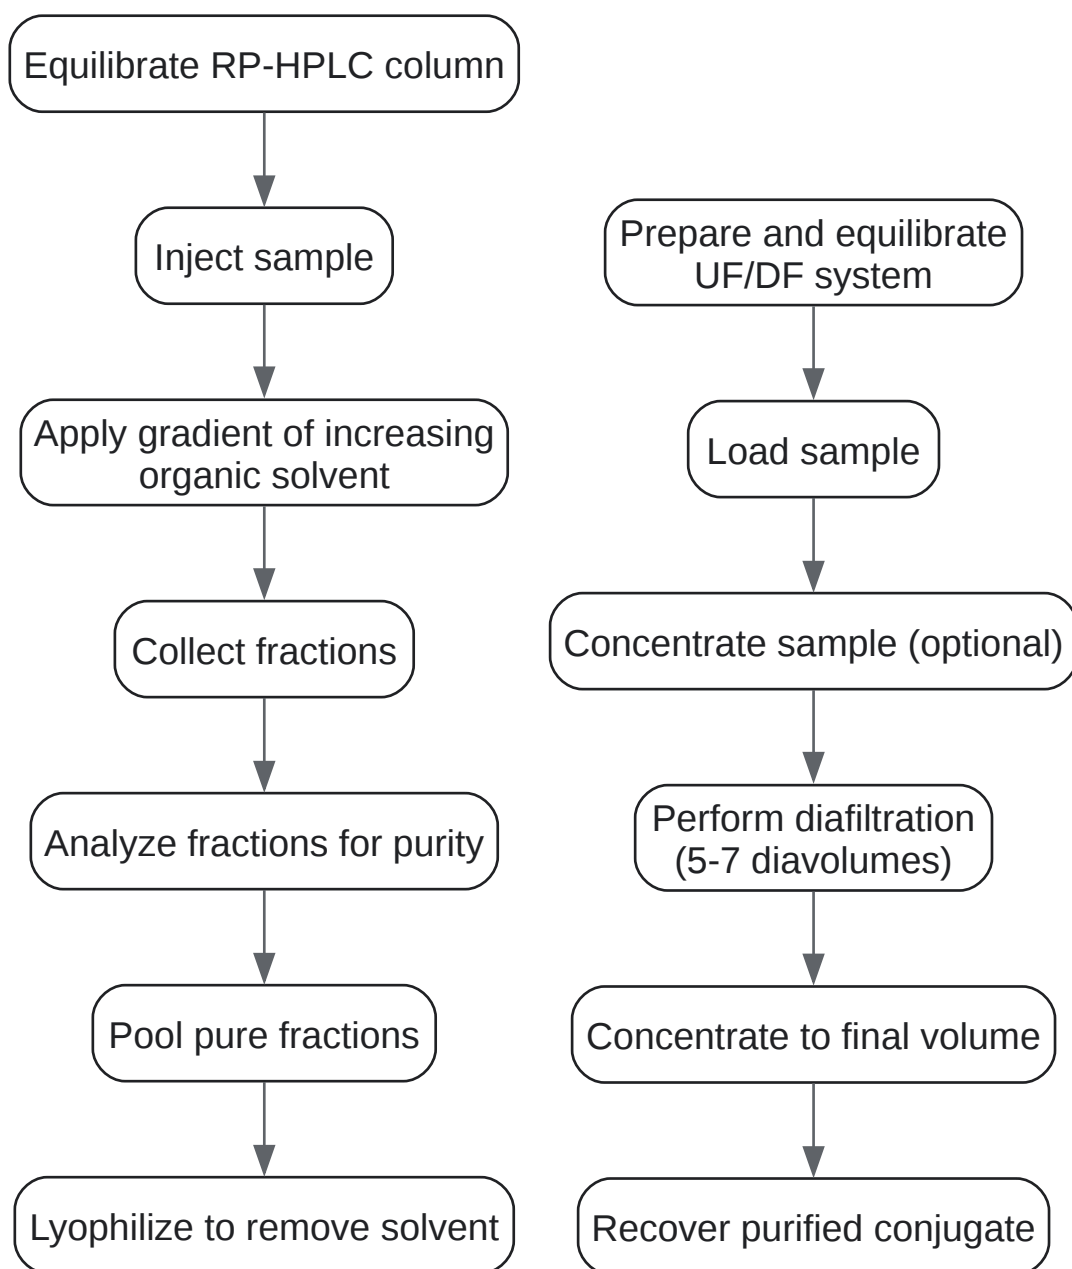 Equilibrate RP-HPLC column
Inject sample
Apply gradient of increasing
organic solvent
Collect fractions
Analyze fractions for purity
Pool pure fractions
Lyophilize to remove solvent
Prepare and equilibrate
UF/DF system
Load sample
Concentrate sample (optional)
Perform diafiltration
(5-7 diavolumes)
Concentrate to final volume
Recover purified conjugate